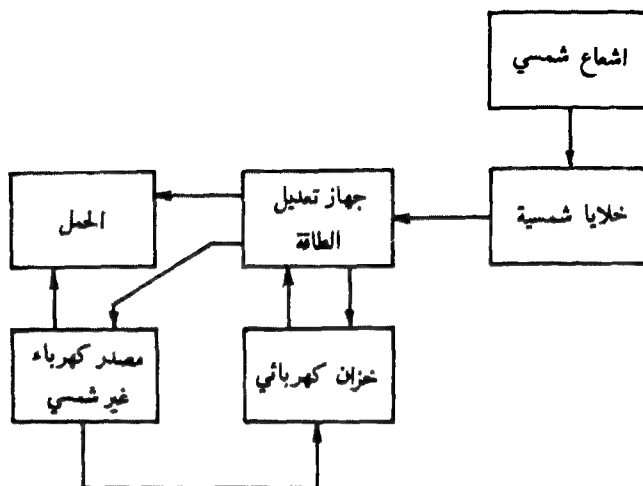 اشعاع شمسي
خلايا شمسية
جهاز تعديل
الطاقة
الحمل
خزان كهربائي
مصدر كهرباء
غير شمسي